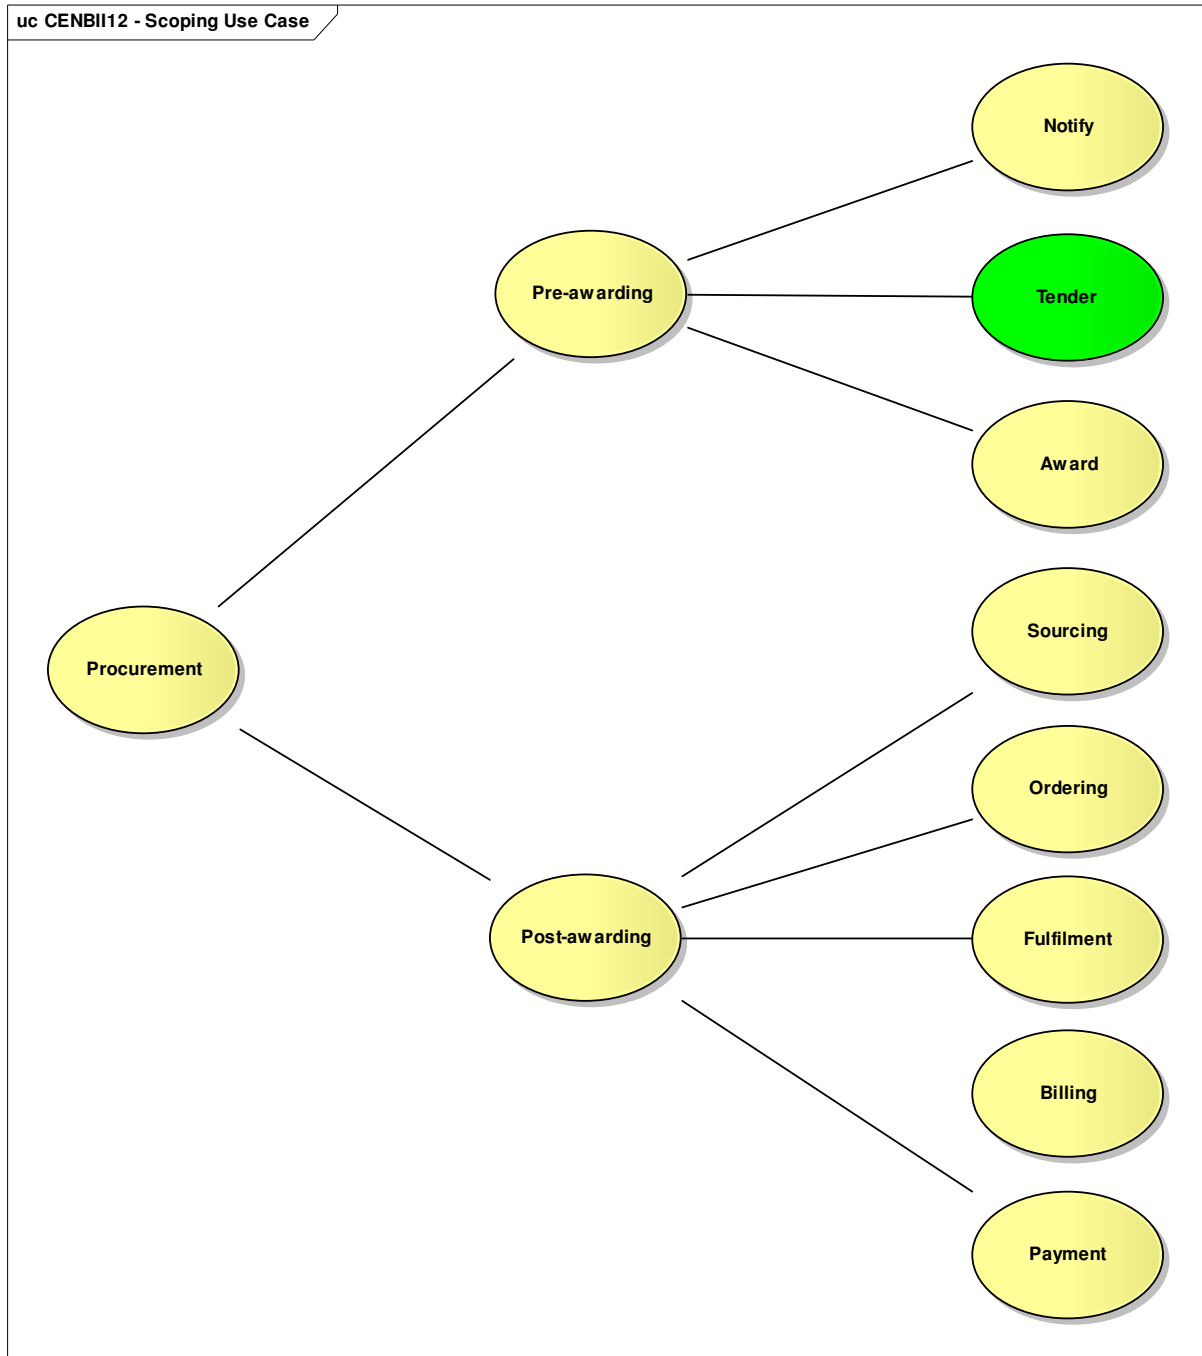 uc CENBII12 - Scoping Use Case
Notify
Pre-awarding
Tender
Award
Sourcing
Procurement
Ordering
Post-awarding
Fulfilment
Billing
Payment